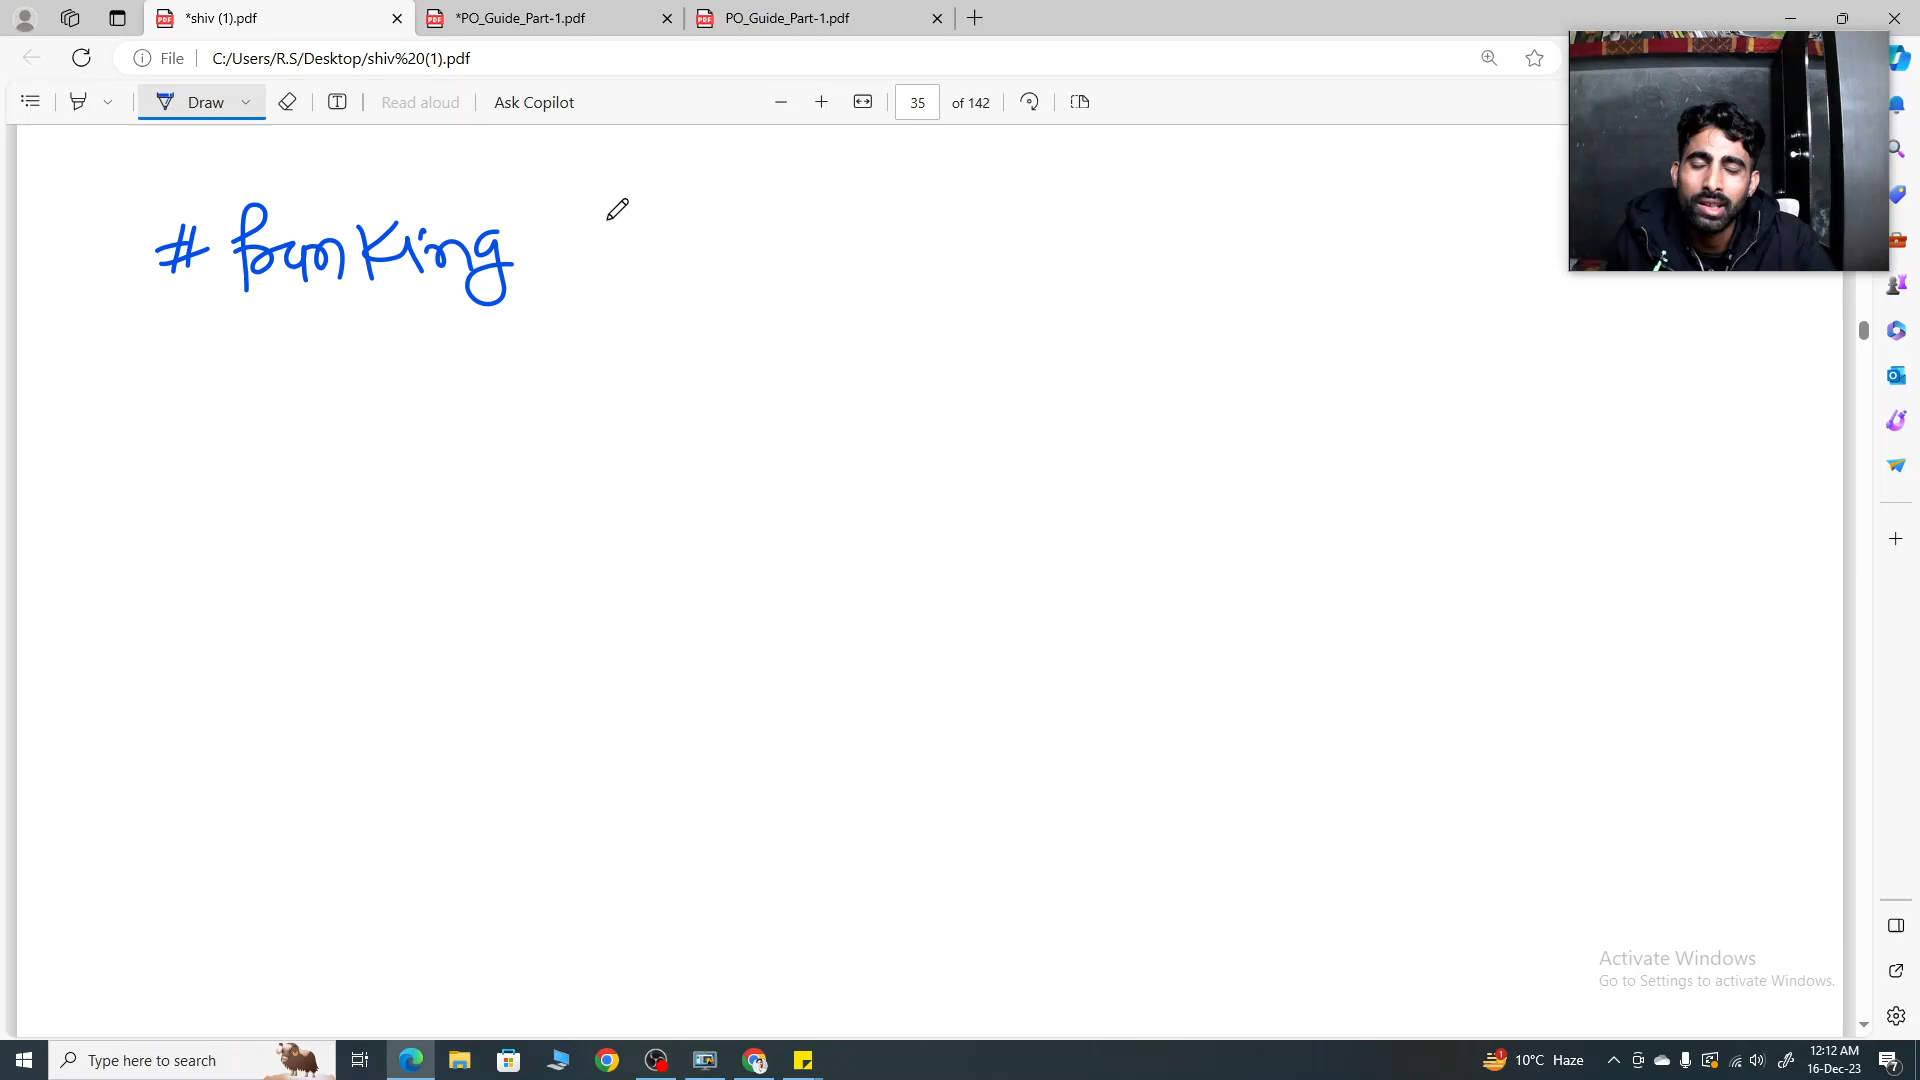 *shiv (1).pdf
*PO_Guide_Part-1.pdf
PO_Guide_Part-1.pdf
File
C:/Users/R.S/Desktop/shiv%20(1).pdf
Draw
Read aloud
Ask Copilot
35 of 142
# Banking
Activate Windows
Go to Settings to activate Windows.
Type here to search
1
10°C Haze
12:12 AM
16-Dec-23
7